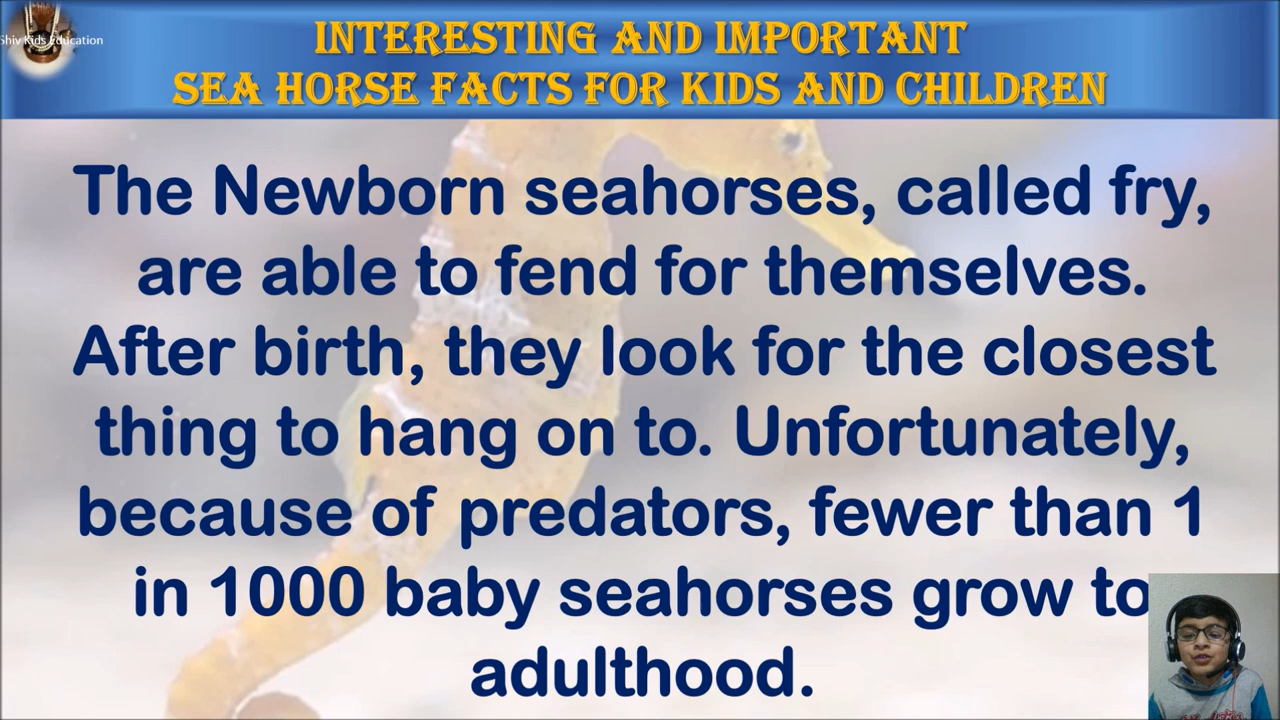 Shiv Kids Education
INTERESTING AND IMPORTANT
SEA HORSE FACTS FOR KIDS AND CHILDREN
The Newborn seahorses, called fry,
are able to fend for themselves.
After birth, they look for the closest
thing to hang on to. Unfortunately,
because of predators, fewer than 1
in 1000 baby seahorses grow to
adulthood.